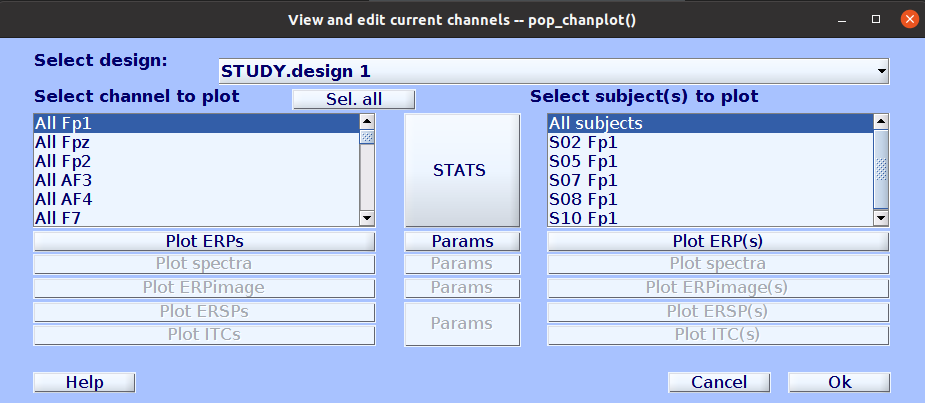 View and edit current channels -- pop_chanplot()
Select design:
STUDY.design 1
Select channel to plot
Sel. all
Select subject(s) to plot
All Fp1
All Fpz
All Fp2
All AF3
All AF4
All F7
STATS
All subjects
S02 Fp1
S05 Fp1
S07 Fp1
S08 Fp1
S10 Fp1
Plot ERPs
Params
Plot ERP(s)
Plot spectra
Params
Plot spectra
Plot ERPimage
Params
Plot ERPimage(s)
Plot ERSPs
Params
Plot ERSP(s)
Plot ITCs
Plot ITC(s)
Help
Cancel
Ok